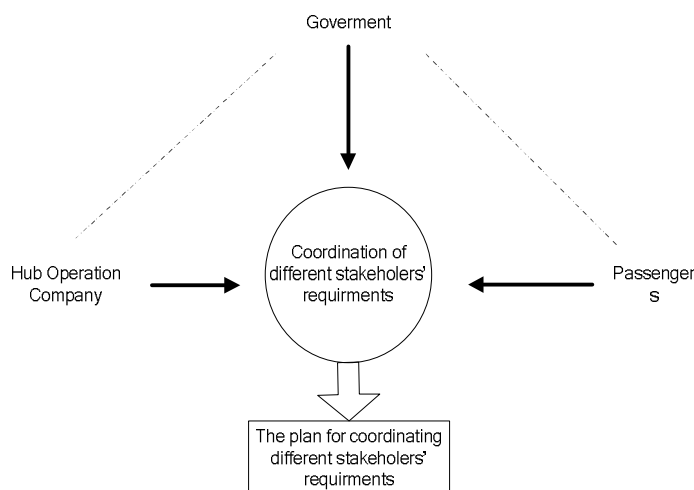 Goverment
Coordination of
different stakeholers'
requirments
Hub Operation
Company
Passenger
s
The plan for coordinating
different stakeholers'
requirments